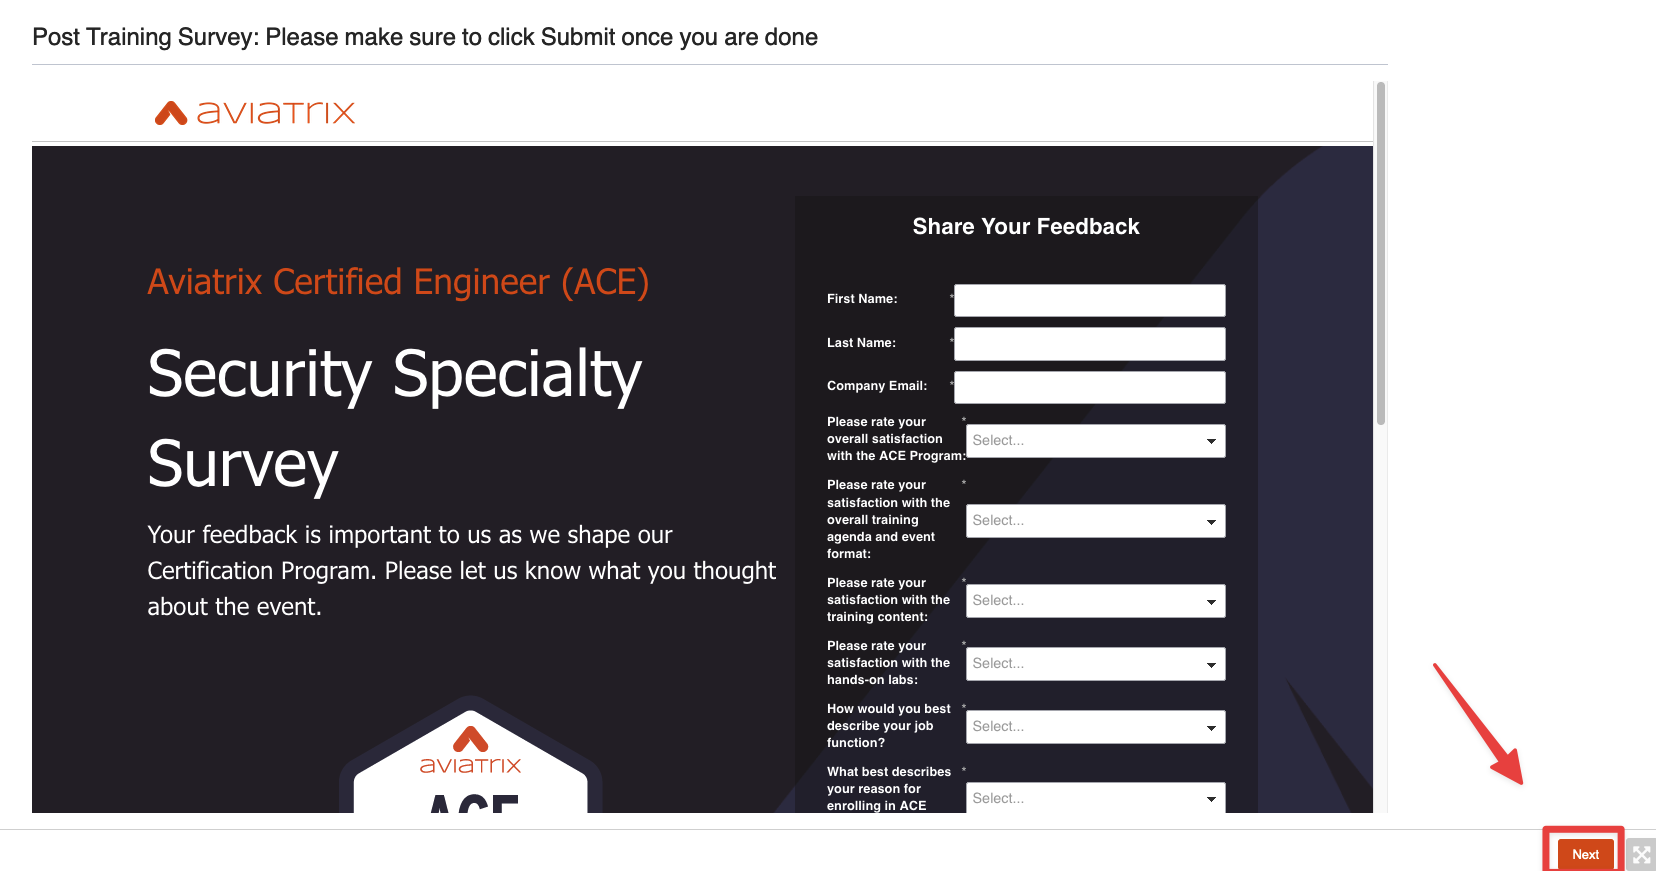 Post Training Survey: Please make sure to click Submit once you are done
aviatrix
Aviatrix Certified Engineer (ACE)
Security Specialty
Survey
Your feedback is important to us as we shape our
Certification Program. Please let us know what you thought
about the event.
aviatrix
ACE
Share Your Feedback
First Name: *
Last Name: *
Company Email: *
Please rate your *
overall satisfaction
with the ACE Program:
Select...
Please rate your *
satisfaction with the
overall training
agenda and event
format:
Select...
Please rate your *
satisfaction with the
training content:
Select...
Please rate your *
satisfaction with the
hands-on labs:
Select...
How would you best *
describe your job
function?
Select...
What best describes *
your reason for
enrolling in ACE
Select...
Next